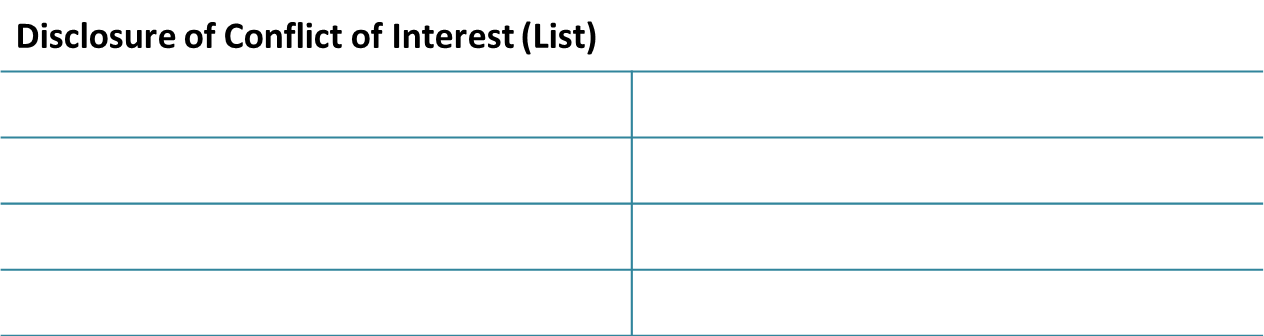 Disclosure of Conflict of Interest (List)